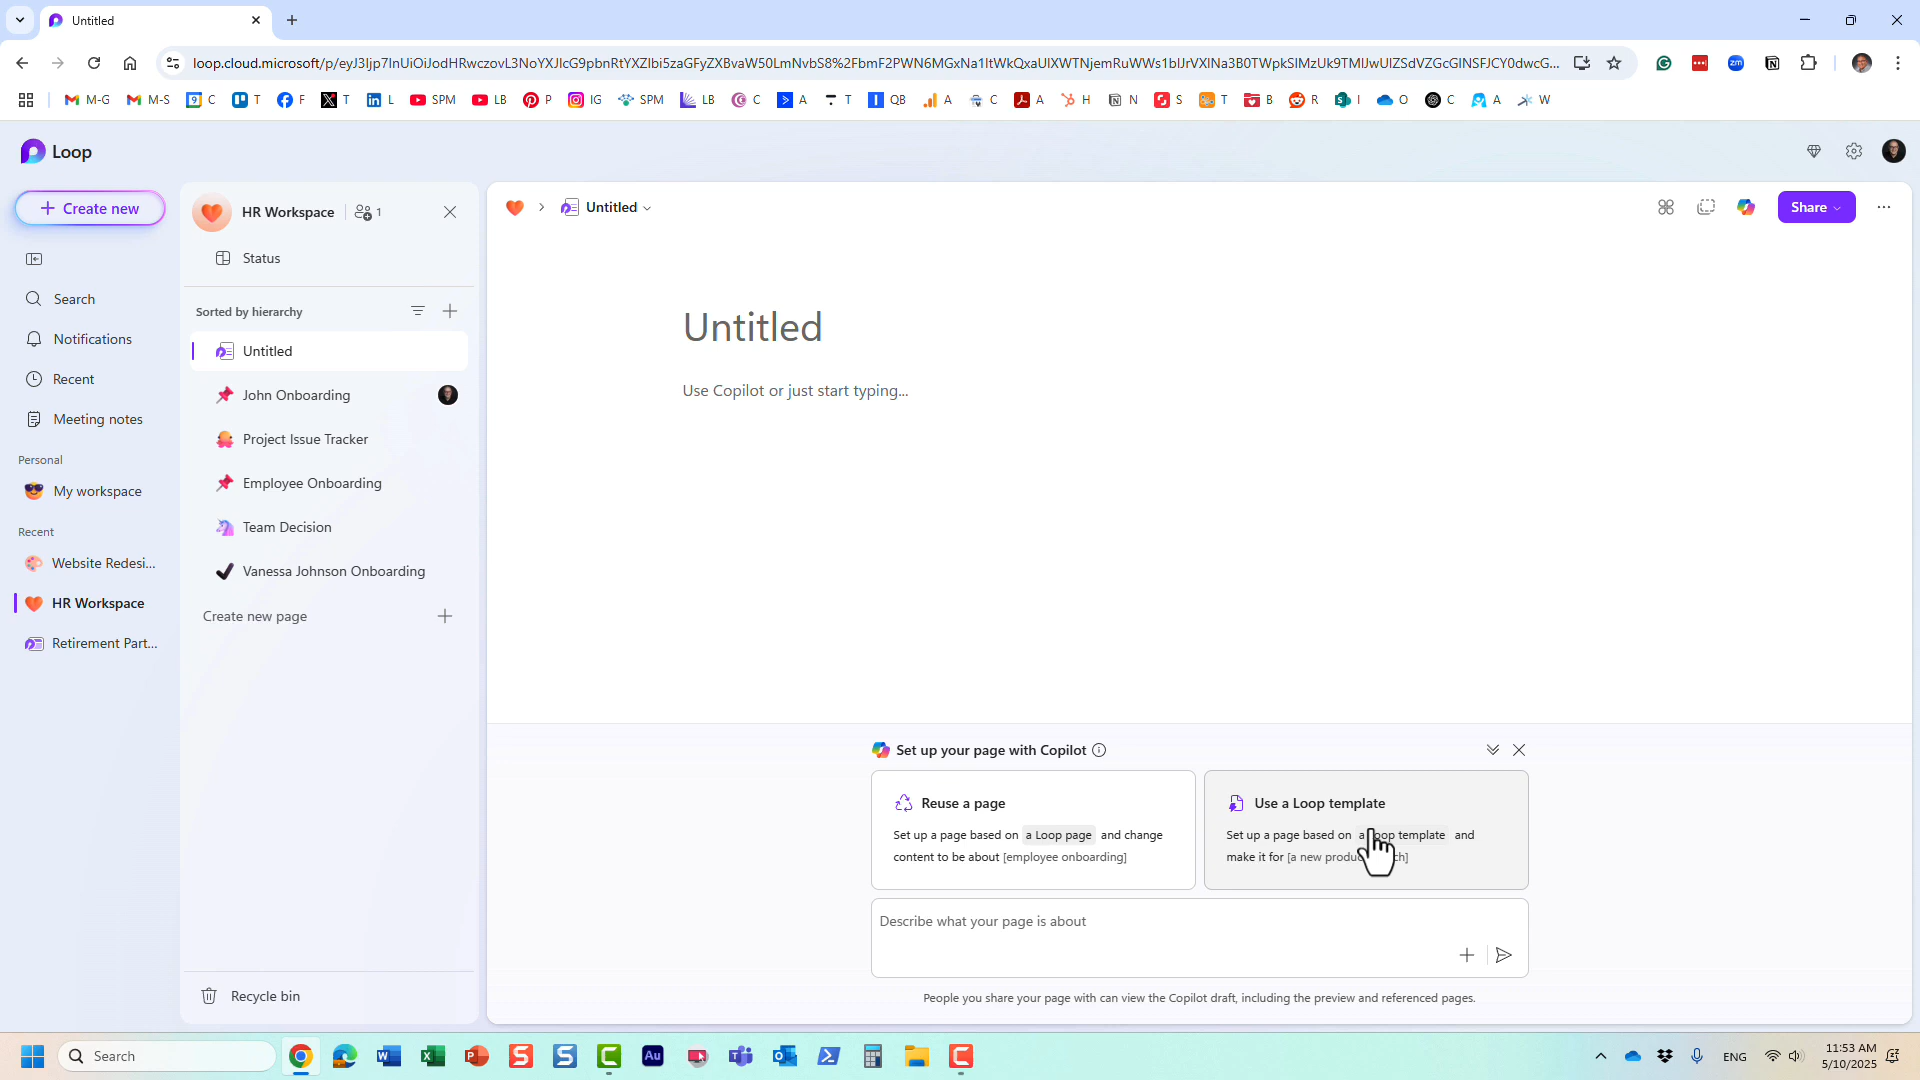 Untitled
loop.cloud.microsoft/p/
M-G
M-S
C
T
F
T
L
SPM
LB
P
IG
SPM
LB
C
A
T
QB
A
C
A
H
N
S
T
B
R
I
O
C
A
W
Loop
Create new
Search
Notifications
Recent
Meeting notes
Personal
My workspace
Recent
Website Redesi...
HR Workspace
Retirement Part...
HR Workspace
1
Status
Sorted by hierarchy
Untitled
John Onboarding
Project Issue Tracker
Employee Onboarding
Team Decision
Vanessa Johnson Onboarding
Create new page
Recycle bin
Untitled
Share
Untitled
Use Copilot or just start typing...
Set up your page with Copilot
Reuse a page
Set up a page based on a Loop page and change
content to be about [employee onboarding]
Use a Loop template
Set up a page based on a Loop template and
make it for [a new
Describe what your page is about
People you share your page with can view the Copilot draft, including the preview and referenced pages.
Search
ENG
11:53 AM
5/10/2025